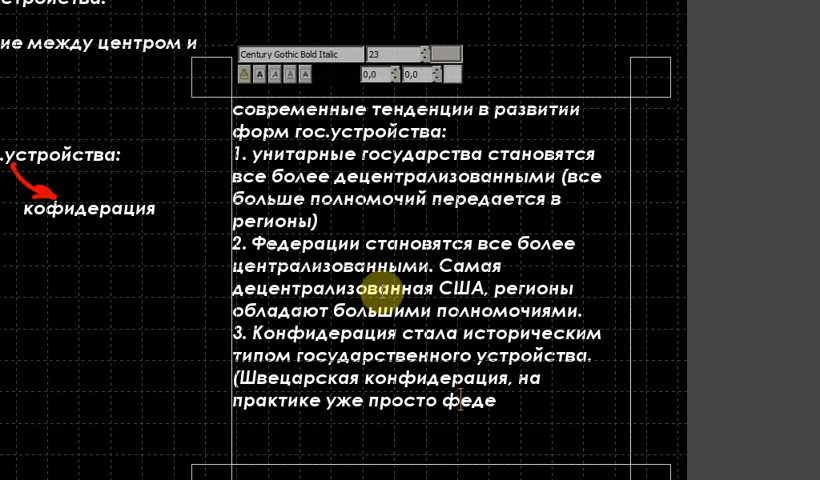 стройства:
ие между центром и
Century Gothic Bold Italic
23
A A A A
0,0
0,0
современные тенденции в развитии
форм гос.устройства:
.устройства:
1. унитарные государства становятся
все более децентрализованными (все
больше полномочий передается в
кофидерация
регионы)
2. Федерации становятся все более
централизованными. Самая
децентрализованная США, регионы
обладают большими полномочиями.
3. Конфидерация стала историческим
типом государственного устройства.
(Швецарская конфидерация, на
практике уже просто феде